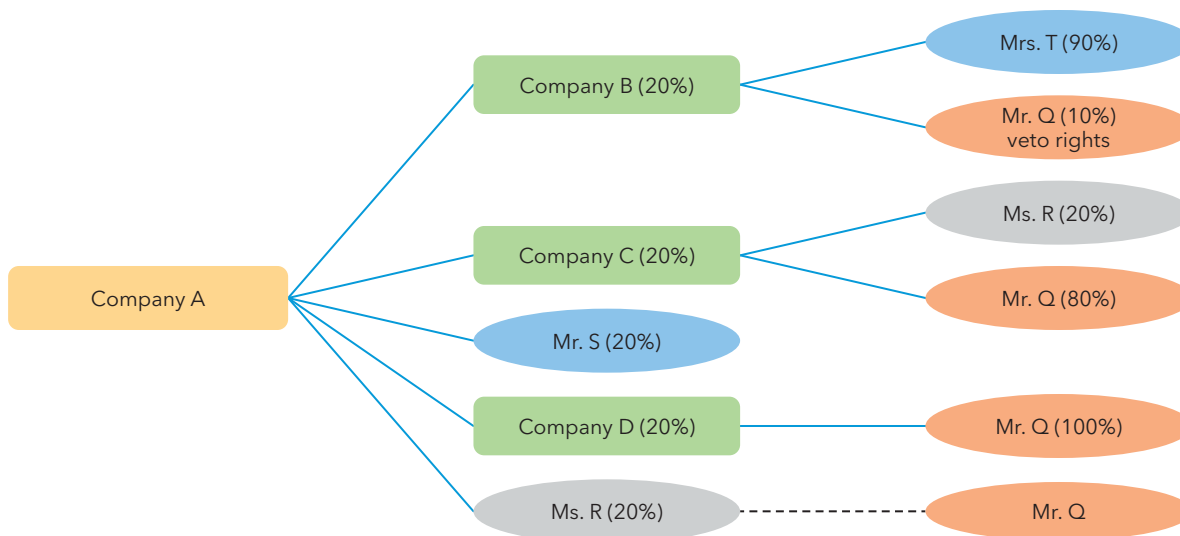 Company A
Company B (20%)
Mrs. T (90%)
Mr. Q (10%)
veto rights
Company C (20%)
Ms. R (20%)
Mr. Q (80%)
Mr. S (20%)
Company D (20%)
Mr. Q (100%)
Ms. R (20%)
Mr. Q